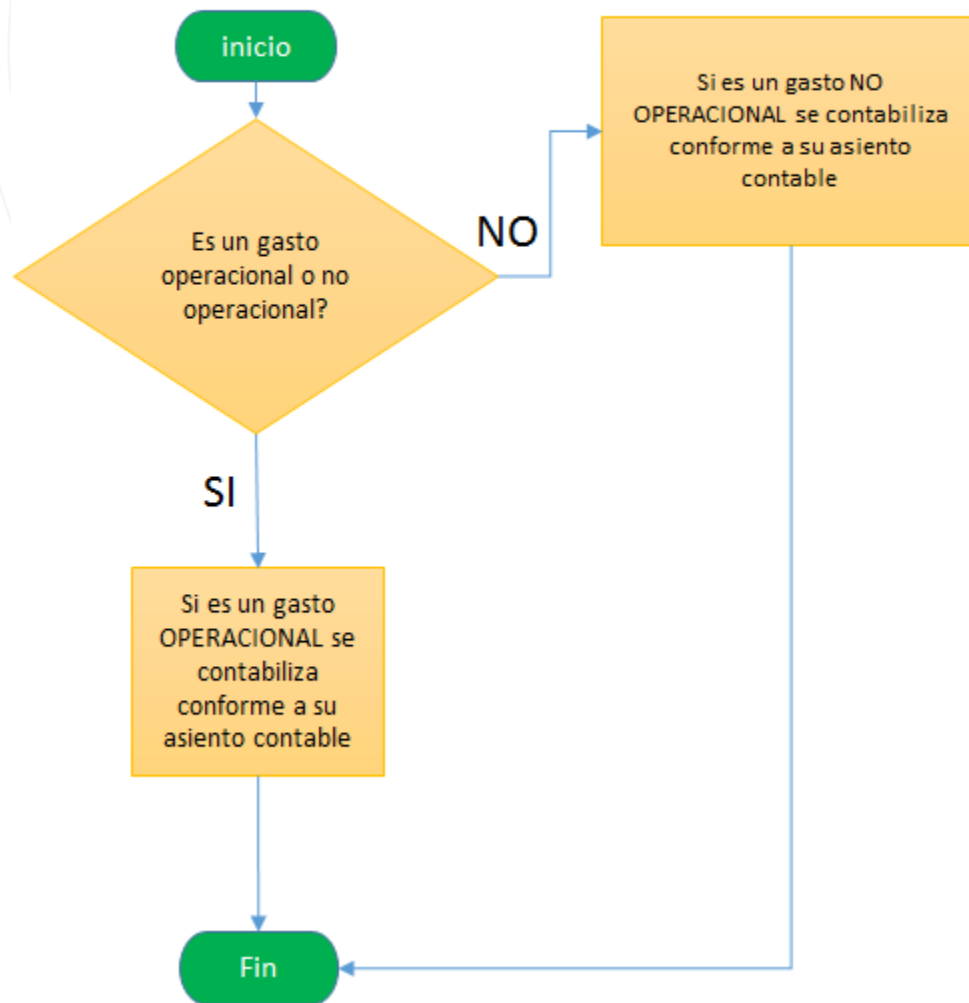 inicio
Es un gasto
operacional o no
operacional?
NO
Si es un gasto NO
OPERACIONAL se contabiliza
conforme a su asiento
contable
SI
Si es un gasto
OPERACIONAL se
contabiliza
conforme a su
asiento contable
Fin